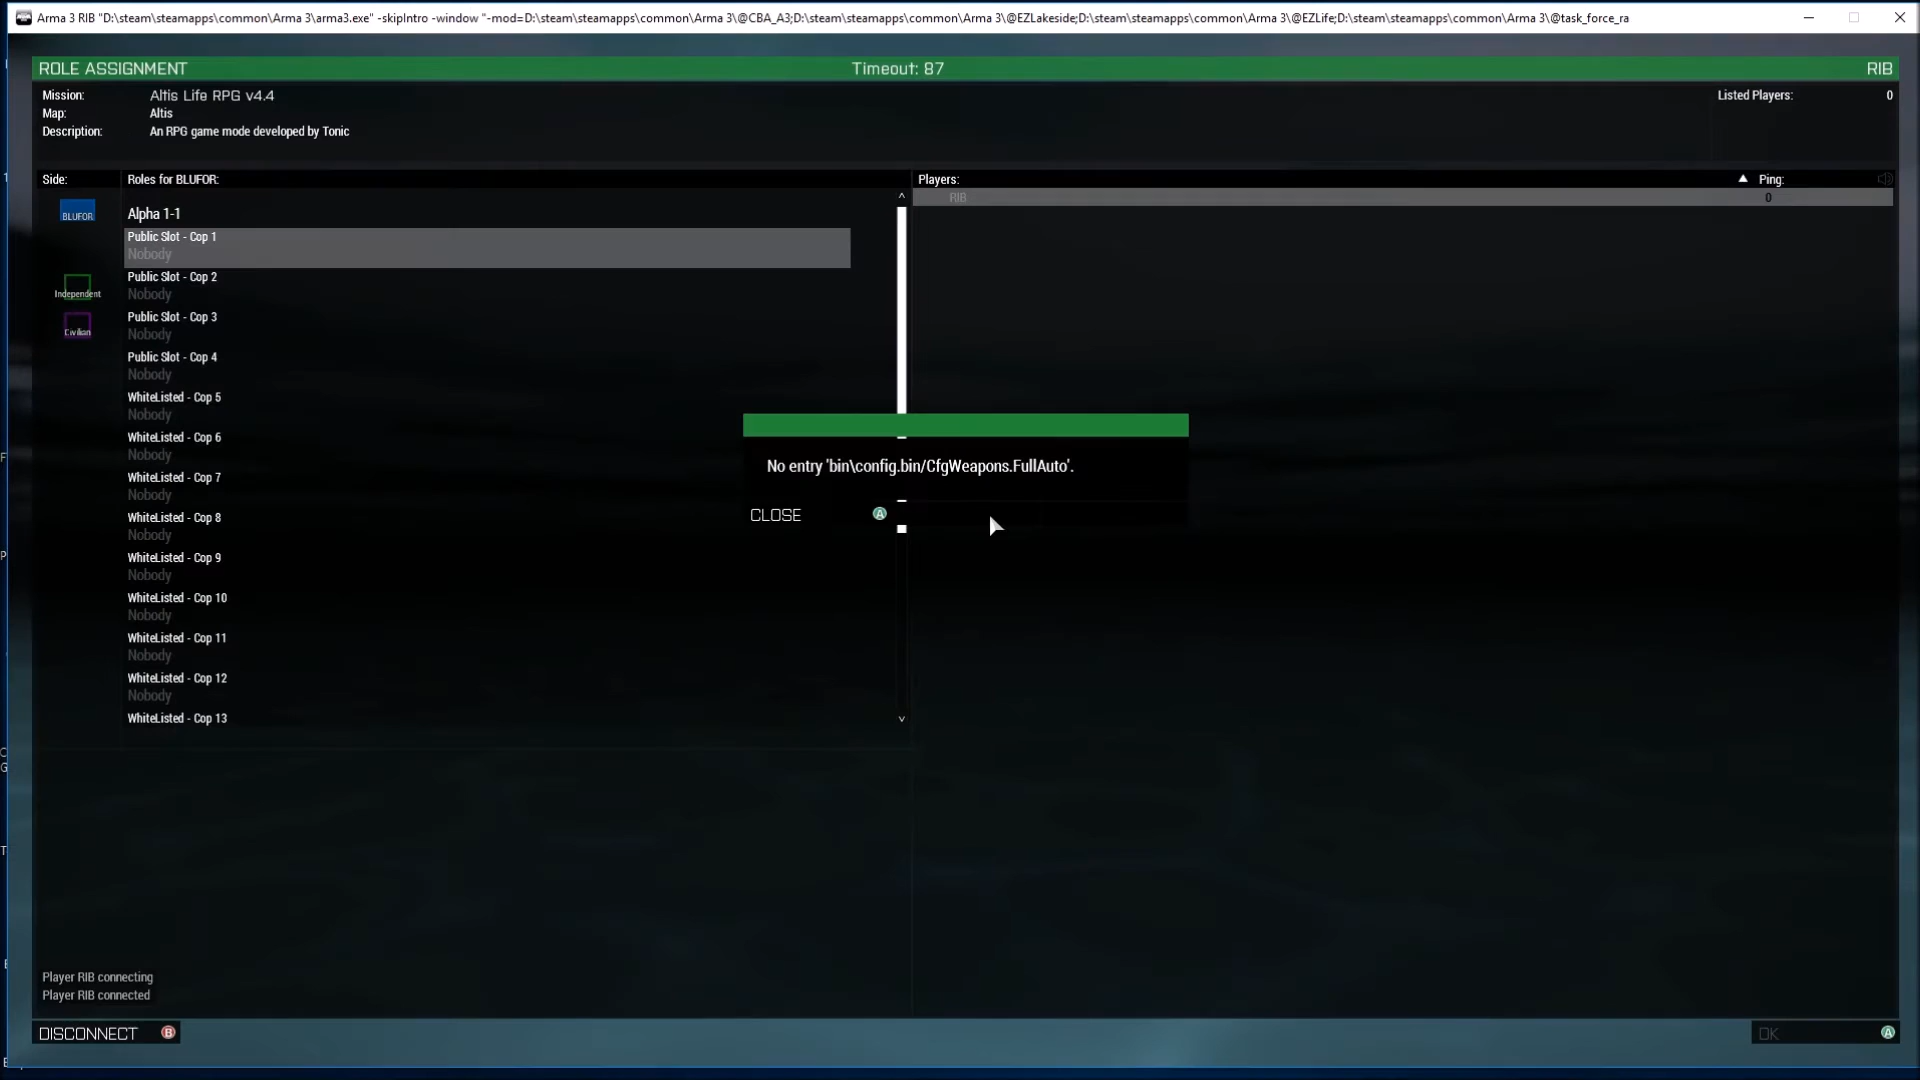 Arma 3 RIB "D:\steam\steamapps\common\Arma 3\arma3.exe" -skipIntro -window "-mod=D:\steam\steamapps\common\Arma 3\@CBA_A3;D:\steam\steamapps\common\Arma 3\@EZLakeside;D:\steam\steamapps\common\Arma 3\@EZLife;D:\steam\steamapps\common\Arma 3\@task_force_ra
ROLE ASSIGNMENT Timeout: 87 RIB
Mission: Altis Life RPG v4.4 Listed Players: 0
Map: Altis
Description: An RPG game mode developed by Tonic
Side: Roles for BLUFOR: Players: Ping:
RIB 0
BLUFOR
Independent
Civilian
Alpha 1-1
Public Slot - Cop 1
Nobody
Public Slot - Cop 2
Nobody
Public Slot - Cop 3
Nobody
Public Slot - Cop 4
Nobody
WhiteListed - Cop 5
Nobody
WhiteListed - Cop 6
Nobody
WhiteListed - Cop 7
Nobody
WhiteListed - Cop 8
Nobody
WhiteListed - Cop 9
Nobody
WhiteListed - Cop 10
Nobody
WhiteListed - Cop 11
Nobody
WhiteListed - Cop 12
Nobody
WhiteListed - Cop 13
No entry 'bin\config.bin/CfgWeapons.FullAuto'.
CLOSE A
Player RIB connecting
Player RIB connected
DISCONNECT B
OK A